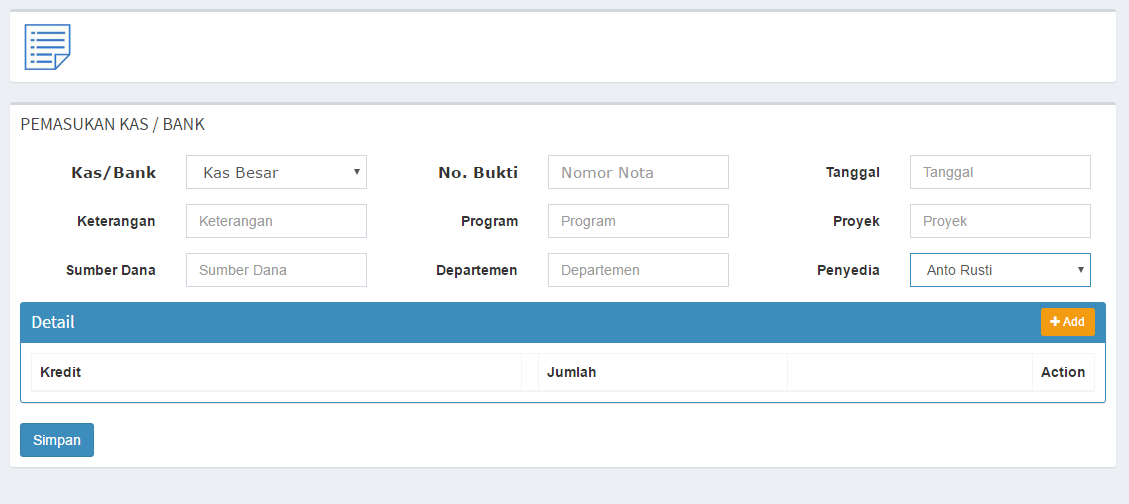 PEMASUKAN KAS / BANK
Kas/Bank Kas Besar No. Bukti Nomor Nota Tanggal Tanggal
Keterangan Keterangan Program Program Proyek Proyek
Sumber Dana Sumber Dana Departemen Departemen Penyedia Anto Rusti
Detail + Add
Kredit Jumlah Action
Simpan